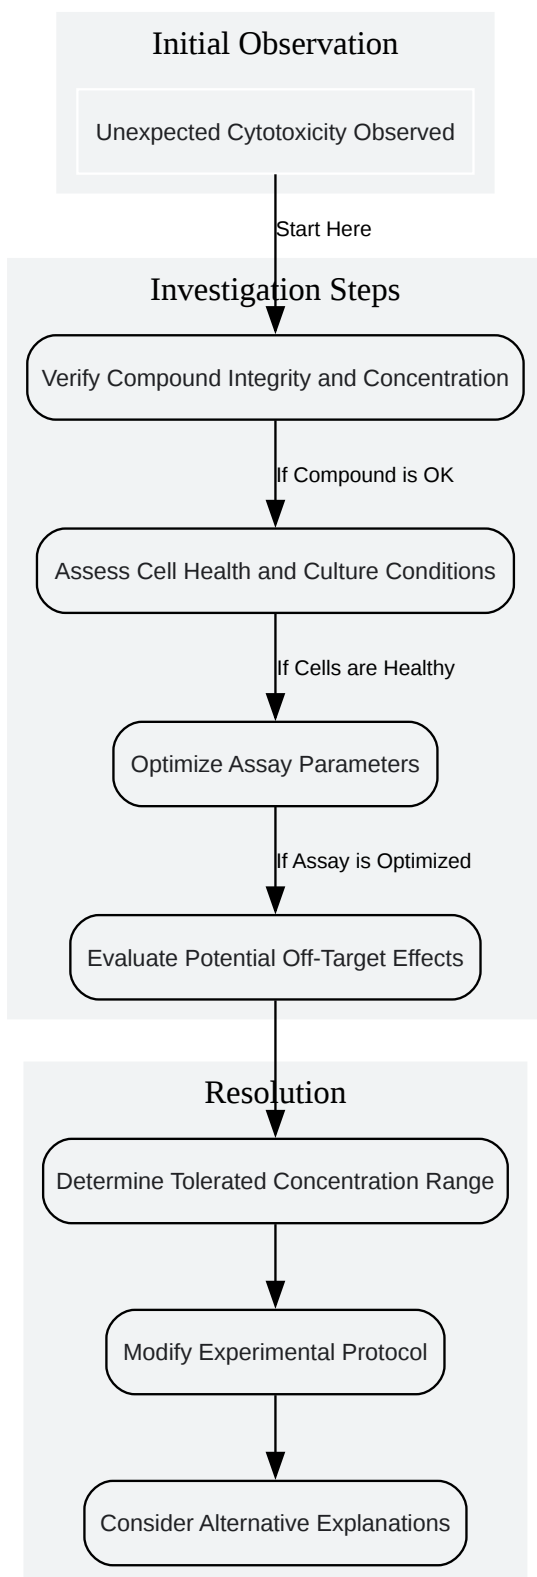 Initial Observation
Unexpected Cytotoxicity Observed
Start Here
Investigation Steps
Verify Compound Integrity and Concentration
If Compound is OK
Assess Cell Health and Culture Conditions
If Cells are Healthy
Optimize Assay Parameters
If Assay is Optimized
Evaluate Potential Off-Target Effects
Resolution
Determine Tolerated Concentration Range
Modify Experimental Protocol
Consider Alternative Explanations